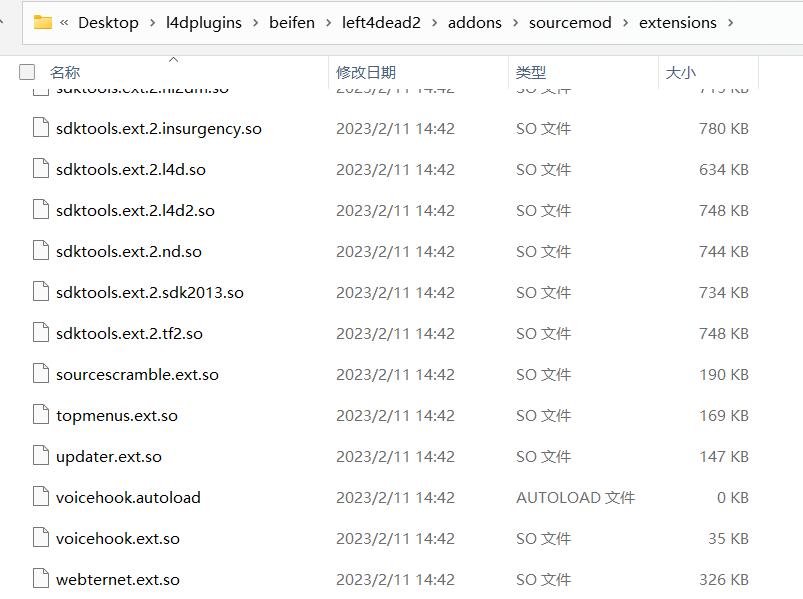 « Desktop > l4dplugins > beifen > left4dead2 > addons > sourcemod > extensions >
名称 修改日期 类型 大小
sdktools.ext.2.hl2dm.so 2023/2/11 14:42 SO 文件 719 KB
sdktools.ext.2.insurgency.so 2023/2/11 14:42 SO 文件 780 KB
sdktools.ext.2.l4d.so 2023/2/11 14:42 SO 文件 634 KB
sdktools.ext.2.l4d2.so 2023/2/11 14:42 SO 文件 748 KB
sdktools.ext.2.nd.so 2023/2/11 14:42 SO 文件 744 KB
sdktools.ext.2.sdk2013.so 2023/2/11 14:42 SO 文件 734 KB
sdktools.ext.2.tf2.so 2023/2/11 14:42 SO 文件 748 KB
sourcescramble.ext.so 2023/2/11 14:42 SO 文件 190 KB
topmenus.ext.so 2023/2/11 14:42 SO 文件 169 KB
updater.ext.so 2023/2/11 14:42 SO 文件 147 KB
voicehook.autoload 2023/2/11 14:42 AUTOLOAD 文件 0 KB
voicehook.ext.so 2023/2/11 14:42 SO 文件 35 KB
webternet.ext.so 2023/2/11 14:42 SO 文件 326 KB